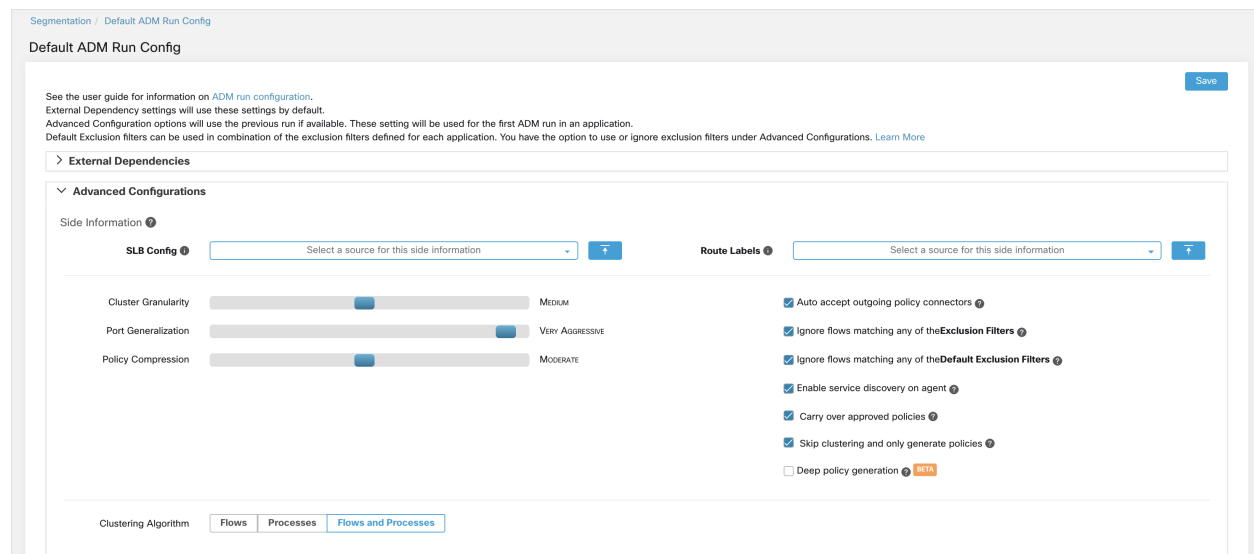 Segmentation / Default ADM Run Config
Default ADM Run Config
Save
See the user guide for information on ADM run configuration.
External Dependency settings will use these settings by default.
Advanced Configuration options will use the previous run if available. These setting will be used for the first ADM run in an application.
Default Exclusion filters can be used in combination of the exclusion filters defined for each application. You have the option to use or ignore exclusion filters under Advanced Configurations. Learn More
External Dependencies
Advanced Configurations
Side Information ?
SLB Config i Select a source for this side information
Route Labels i Select a source for this side information
Cluster Granularity MEDIUM
Port Generalization VERY AGGRESSIVE
Policy Compression MODERATE
Auto accept outgoing policy connectors ?
Ignore flows matching any of theExclusion Filters ?
Ignore flows matching any of theDefault Exclusion Filters ?
Enable service discovery on agent ?
Carry over approved policies ?
Skip clustering and only generate policies ?
Deep policy generation ? BETA
Clustering Algorithm Flows Processes Flows and Processes